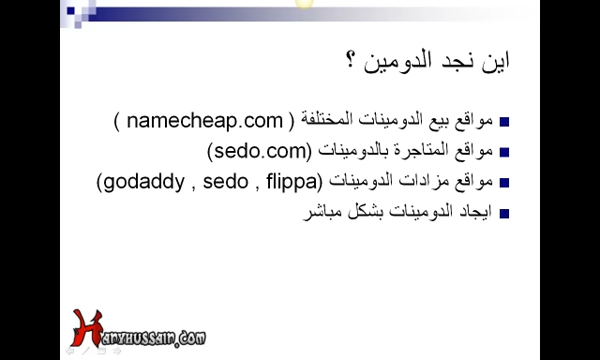 اين نجد الدومين ؟
مواقع بيع الدومينات المختلفة ( namecheap.com )
مواقع المتاجرة بالدومينات (sedo.com)
مواقع مزادات الدومينات (godaddy , sedo , flippa)
ايجاد الدومينات بشكل مباشر
HanyHussain.com